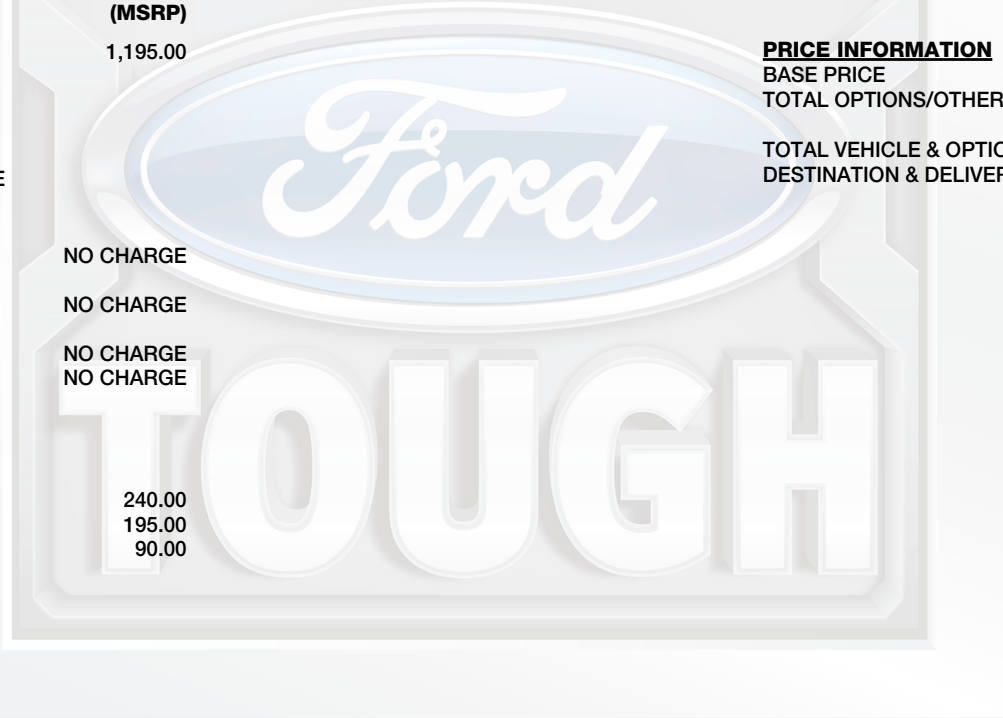 (MSRP)
1,195.00
E
NO CHARGE
NO CHARGE
NO CHARGE
NO CHARGE
240.00
195.00
90.00
PRICE INFORMATION
BASE PRICE
TOTAL OPTIONS/OTHER
TOTAL VEHICLE & OPTIO
DESTINATION & DELIVER
Ford
TOUGH